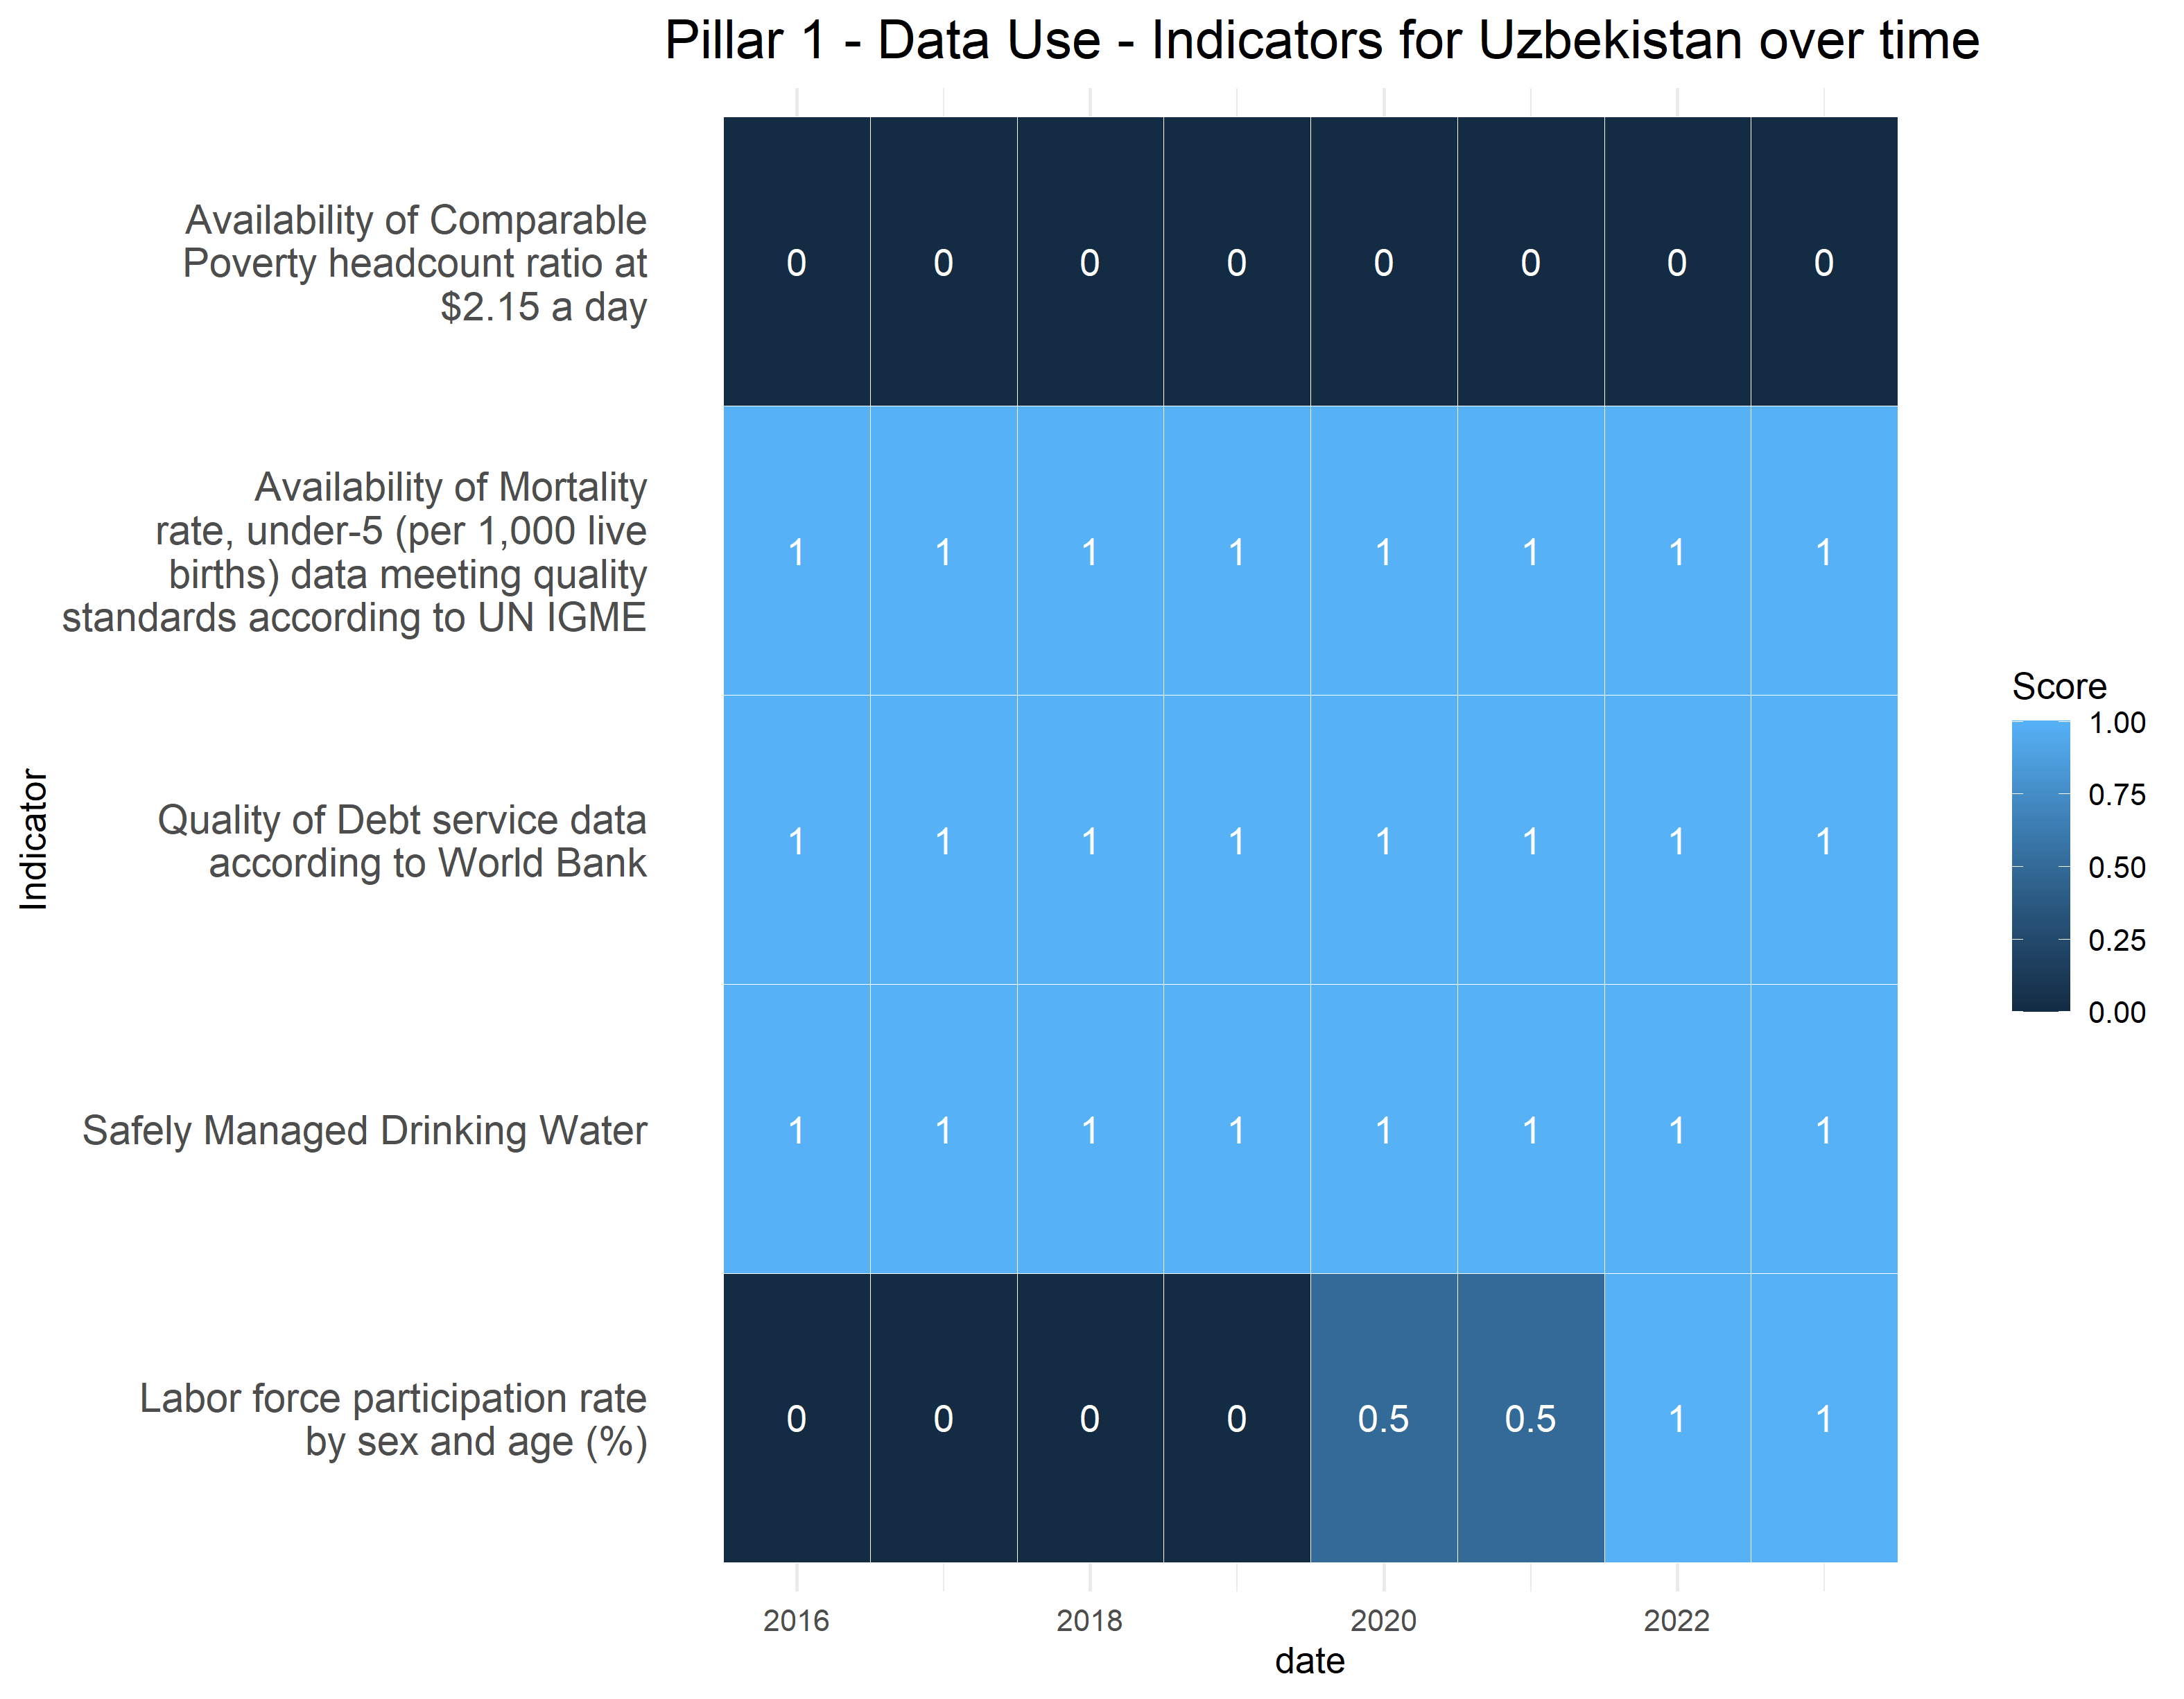 Pillar 1 - Data Use - Indicators for Uzbekistan over time
Indicator
Availability of Comparable
Poverty headcount ratio at
$2.15 a day
0 0 0 0 0 0 0 0
Availability of Mortality
rate, under-5 (per 1,000 live
births) data meeting quality
standards according to UN IGME
1 1 1 1 1 1 1 1
Quality of Debt service data
according to World Bank
1 1 1 1 1 1 1 1
Safely Managed Drinking Water
1 1 1 1 1 1 1 1
Labor force participation rate
by sex and age (%)
0 0 0 0 0.5 0.5 1 1
2016 2018 2020 2022
date
Score
1.00
0.75
0.50
0.25
0.00